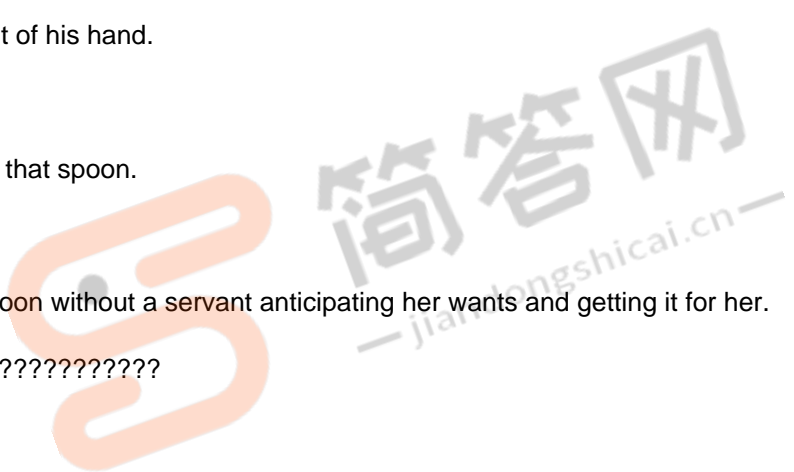 t of his hand.
that spoon.
oon without a servant anticipating her wants and getting it for her.
???????????
简答网
— jiandongshicai.cn —